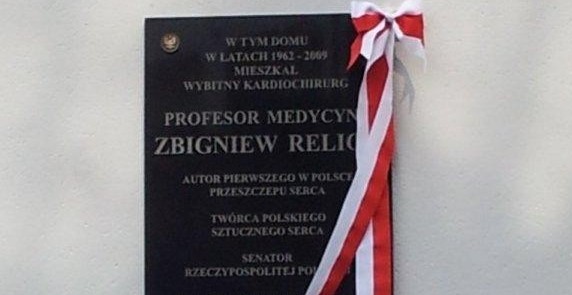 W TYM DOMU
W LATACH 1962 - 2009
MIESZKAŁ
WYBITNY KARDIOCHIRURG
PROFESOR MEDYCYN
ZBIGNIEW RELIG
AUTOR PIERWSZEGO W POLSCE
PRZESZCZEPU SERCA
TWÓRCA POLSKIEGO
SZTUCZNEGO SERCA
SENATOR
RZECZYPOSPOLITEJ